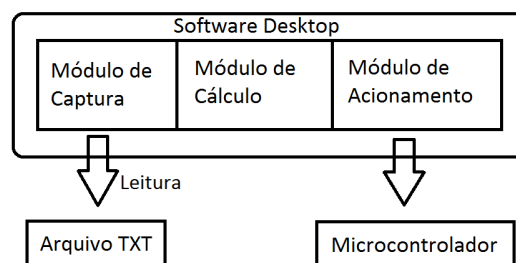 Software Desktop
Módulo de
Captura
Módulo de
Cálculo
Módulo de
Acionamento
Leitura
Arquivo TXT
Microcontrolador